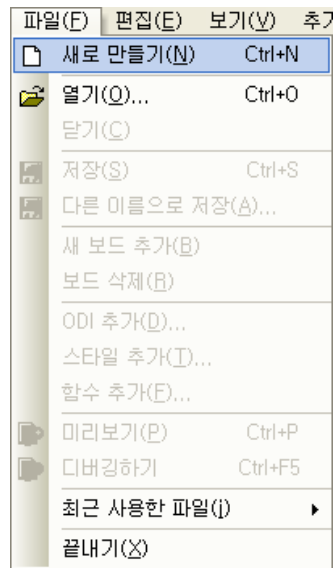 파일(F) 편집(E) 보기(V) 추가
새로 만들기(N) Ctrl+N
열기(O)... Ctrl+O
닫기(C)
저장(S) Ctrl+S
다른 이름으로 저장(A)...
새 보드 추가(B)
보드 삭제(R)
ODI 추가(D)...
스타일 추가(T)...
함수 추가(F)...
미리보기(P) Ctrl+P
디버깅하기 Ctrl+F5
최근 사용한 파일(j)
끝내기(X)